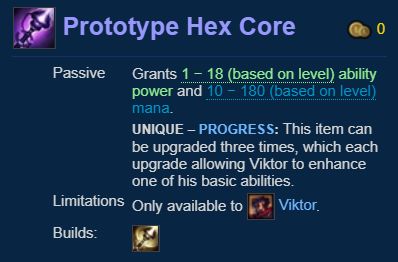 Prototype Hex Core
0
Passive
Grants 1 − 18 (based on level) ability
power and 10 − 180 (based on level)
mana.
UNIQUE – PROGRESS: This item can
be upgraded three times, which each
upgrade allowing Viktor to enhance
one of his basic abilities.
Limitations
Only available to Viktor.
Builds: